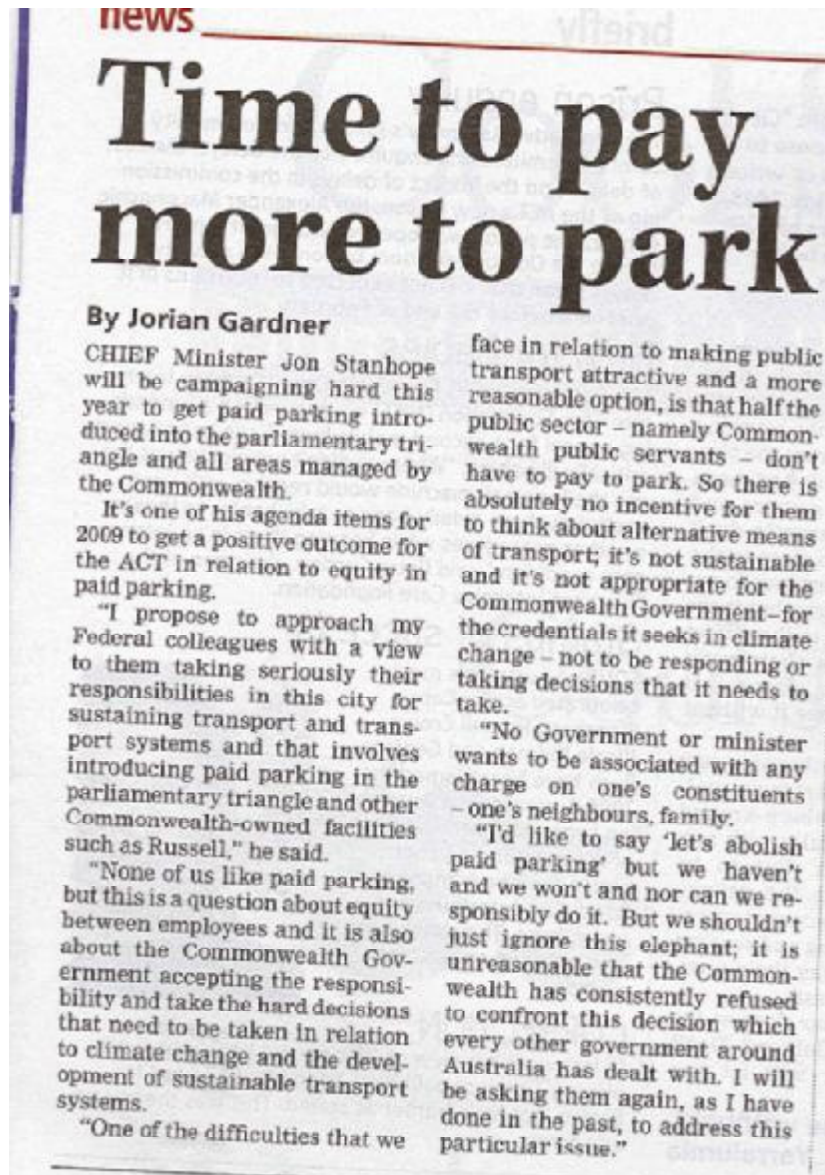 news
Time to pay
more to park
By Jorian Gardner
CHIEF Minister Jon Stanhope
will be campaigning hard this
year to get paid parking intro-
duced into the parliamentary tri-
angle and all areas managed by
the Commonwealth.
It's one of his agenda items for
2009 to get a positive outcome for
the ACT in relation to equity in
paid parking.
"I propose to approach my
Federal colleagues with a view
to them taking seriously their
responsibilities in this city for
sustaining transport and trans-
port systems and that involves
introducing paid parking in the
parliamentary triangle and other
Commonwealth-owned facilities
such as Russell," he said.
"None of us like paid parking,
but this is a question about equity
between employees and it is also
about the Commonwealth Gov-
ernment accepting the responsi-
bility and take the hard decisions
that need to be taken in relation
to climate change and the devel-
opment of sustainable transport
systems.
"One of the difficulties that we
face in relation to making public
transport attractive and a more
reasonable option, is that half the
public sector – namely Common-
wealth public servants – don't
have to pay to park. So there is
absolutely no incentive for them
to think about alternative means
of transport; it's not sustainable
and it's not appropriate for the
Commonwealth Government – for
the credentials it seeks in climate
change – not to be responding or
taking decisions that it needs to
take.
"No Government or minister
wants to be associated with any
charge on one's constituents
– one's neighbours, family.
"I'd like to say 'let's abolish
paid parking' but we haven't
and we won't and nor can we re-
sponsibly do it. But we shouldn't
just ignore this elephant; it is
unreasonable that the Common-
wealth has consistently refused
to confront this decision which
every other government around
Australia has dealt with. I will
be asking them again, as I have
done in the past, to address this
particular issue."